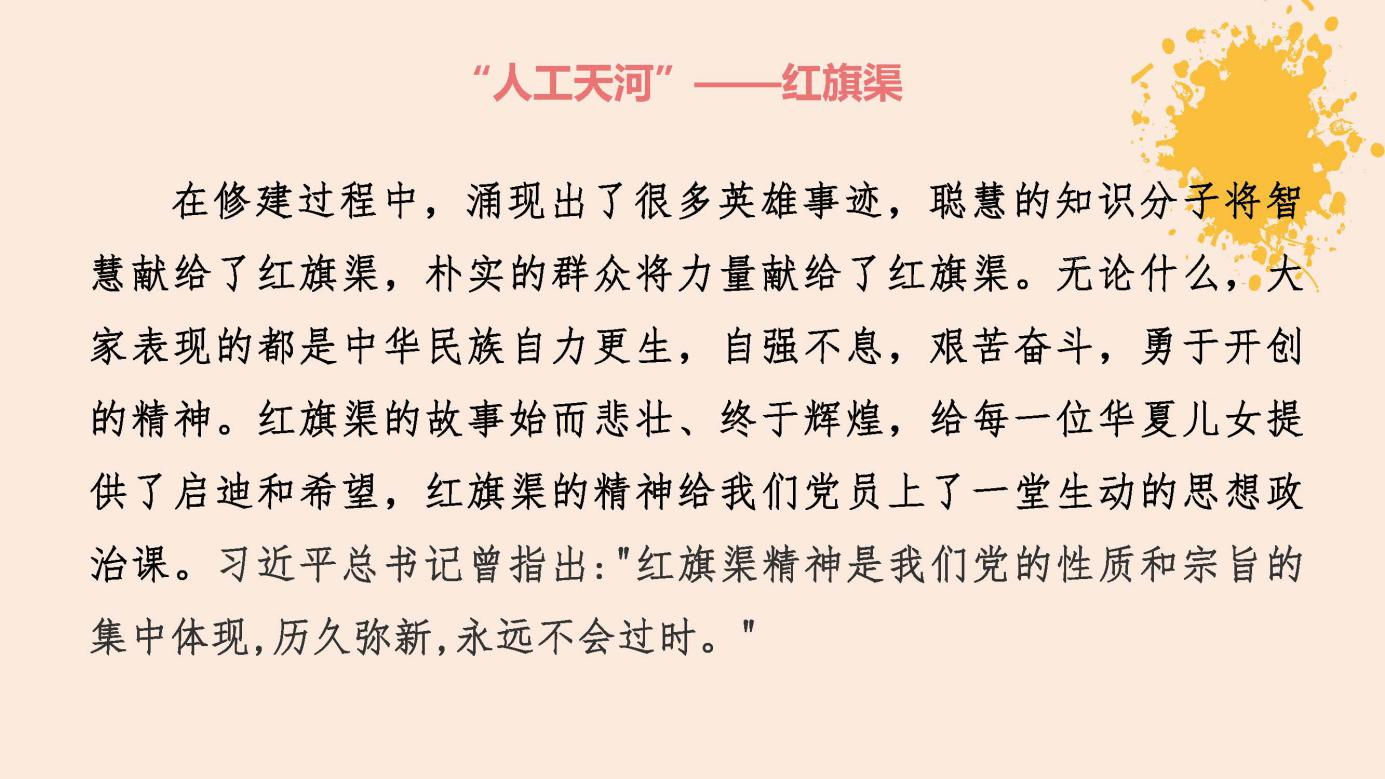 “人工天河”——红旗渠
在修建过程中，涌现出了很多英雄事迹，聪慧的知识分子将智
慧献给了红旗渠，朴实的群众将力量献给了红旗渠。无论什么，大
家表现的都是中华民族自力更生，自强不息，艰苦奋斗，勇于开创
的精神。红旗渠的故事始而悲壮、终于辉煌，给每一位华夏儿女提
供了启迪和希望，红旗渠的精神给我们党员上了一堂生动的思想政
治课。习近平总书记曾指出:"红旗渠精神是我们党的性质和宗旨的
集中体现,历久弥新,永远不会过时。"